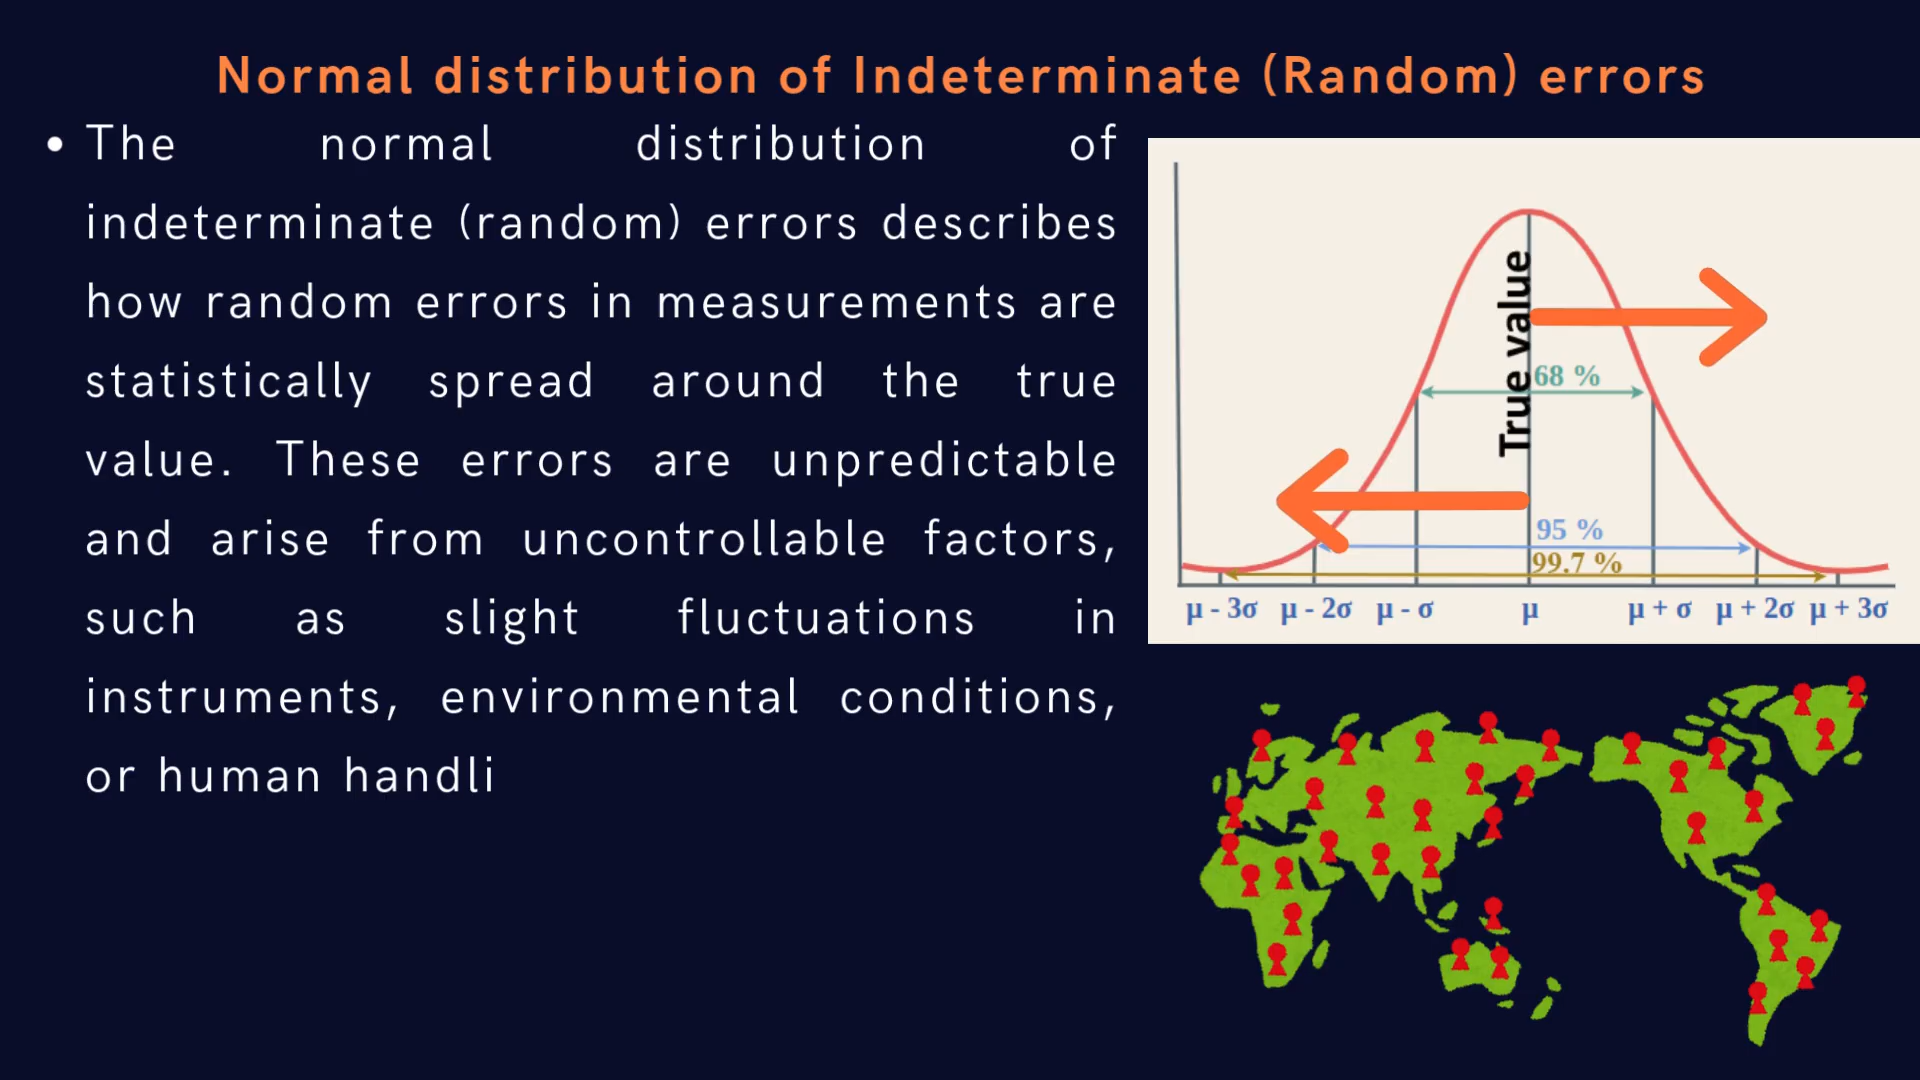 Normal distribution of Indeterminate (Random) errors
• The normal distribution of
indeterminate (random) errors describes
how random errors in measurements are
statistically spread around the true
value. These errors are unpredictable
and arise from uncontrollable factors,
such as slight fluctuations in
instruments, environmental conditions,
or human handli
True value
68 %
95 %
99.7 %
μ - 3σ μ - 2σ μ - σ μ μ + σ μ + 2σ μ + 3σ